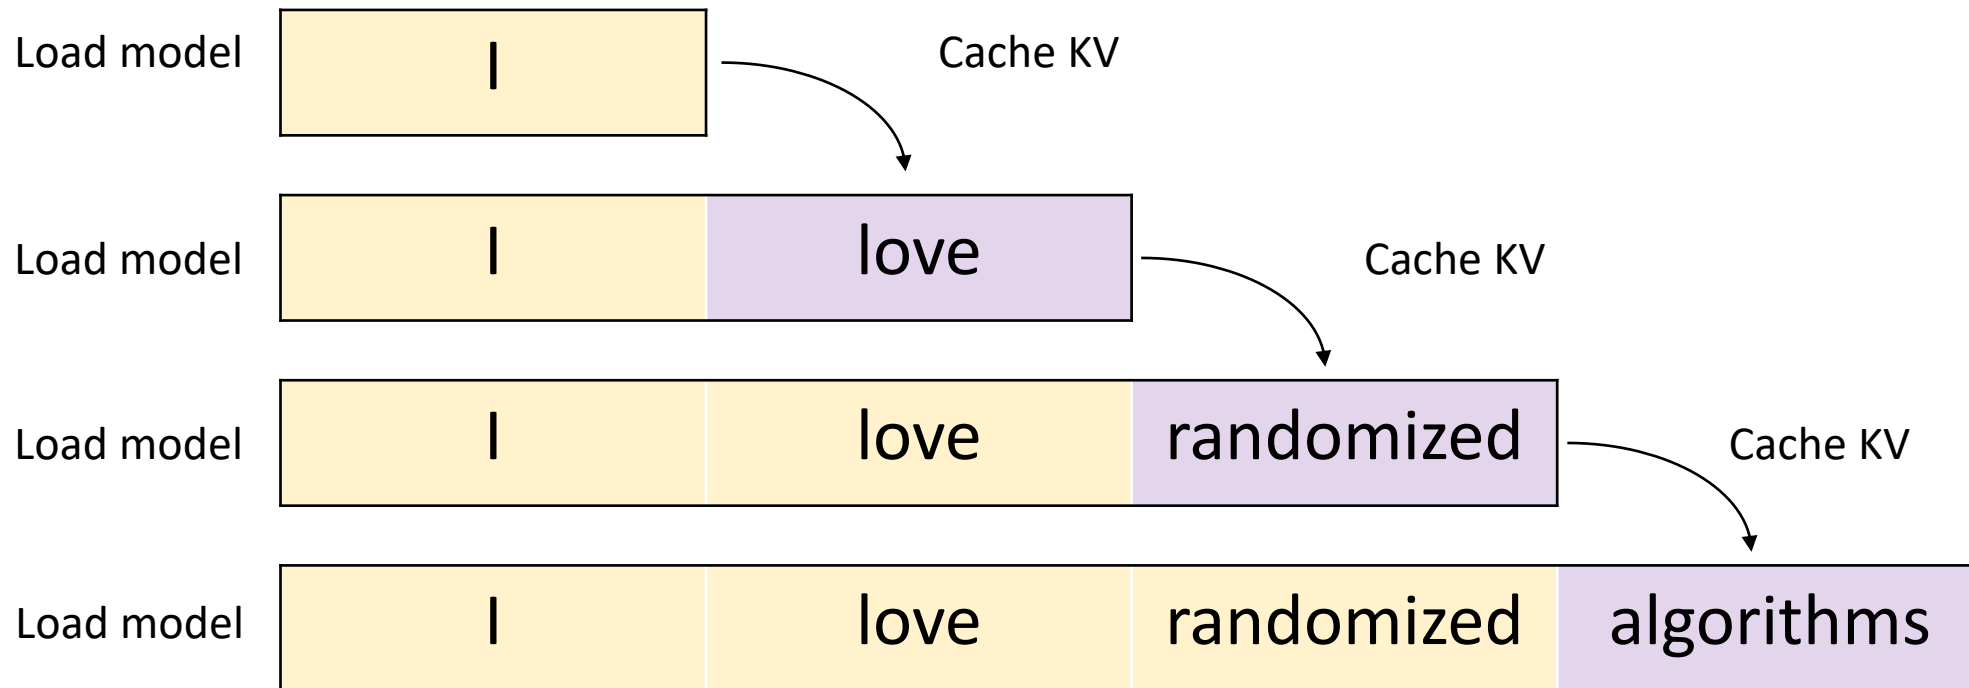 Load model I Cache KV
Load model I love Cache KV
Load model I love randomized Cache KV
Load model I love randomized algorithms